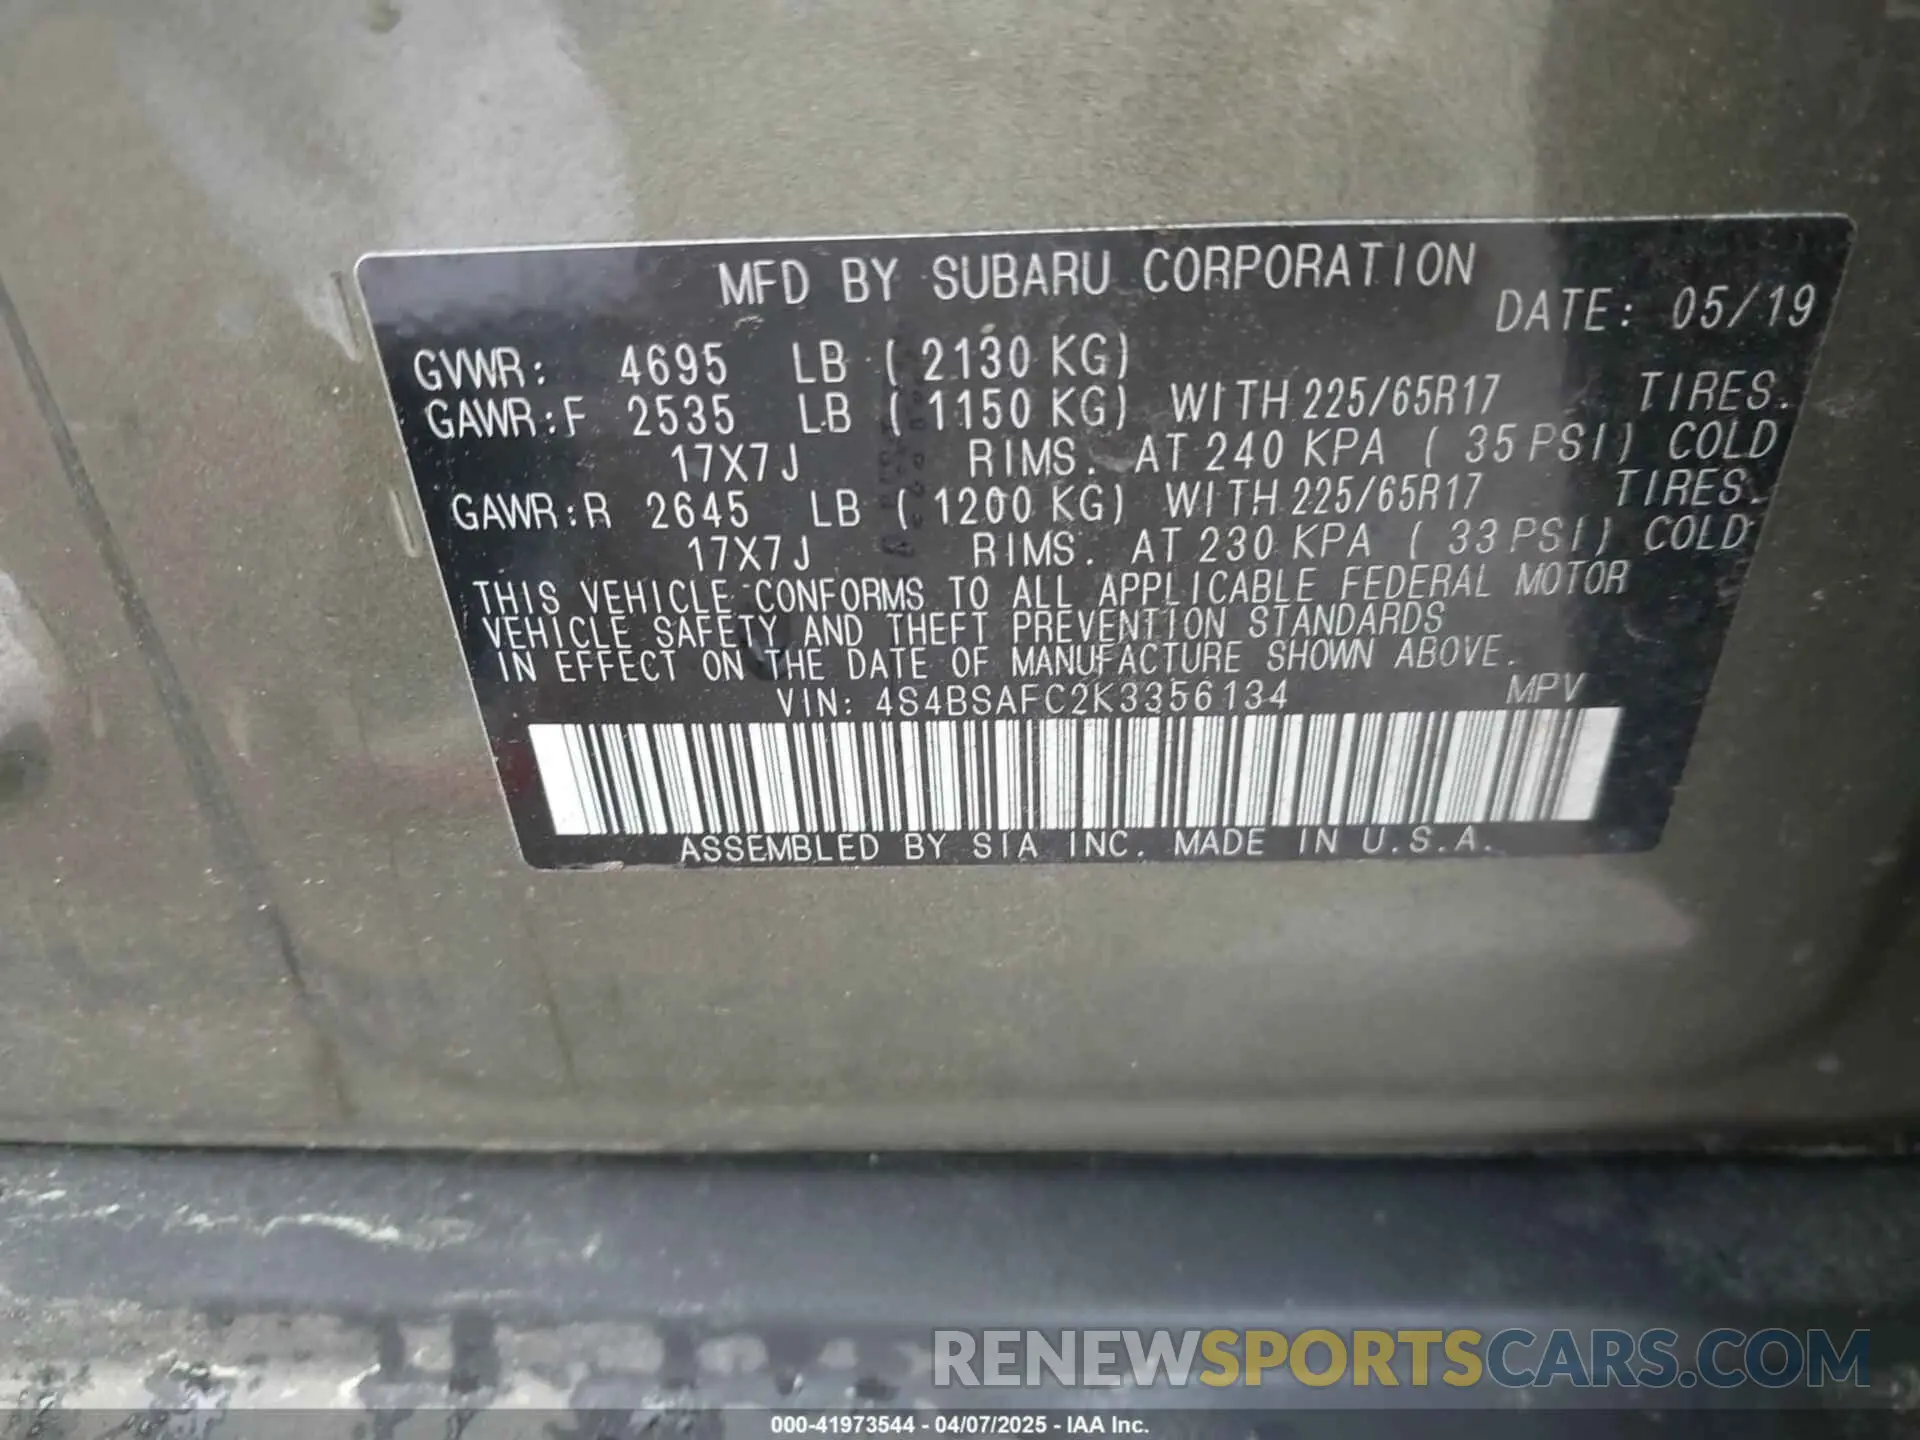 MFD BY SUBARU CORPORATION
DATE: 05/19
GVWR: 4695 LB ( 2130 KG)
GAWR:F 2535 LB ( 1150 KG) WITH 225/65R17 TIRES.
17X7J RIMS. AT 240 KPA ( 35 PSI) COLD
GAWR:R 2645 LB ( 1200 KG) WITH 225/65R17 TIRES.
17X7J RIMS. AT 230 KPA ( 33 PSI) COLD
THIS VEHICLE CONFORMS TO ALL APPLICABLE FEDERAL MOTOR
VEHICLE SAFETY AND THEFT PREVENTION STANDARDS
IN EFFECT ON THE DATE OF MANUFACTURE SHOWN ABOVE.
VIN: 4S4BSAFC2K3356134 MPV
ASSEMBLED BY SIA INC. MADE IN U.S.A.
RENEWSPORTSCARS.COM
000-41973544 - 04/07/2025 - IAA Inc.